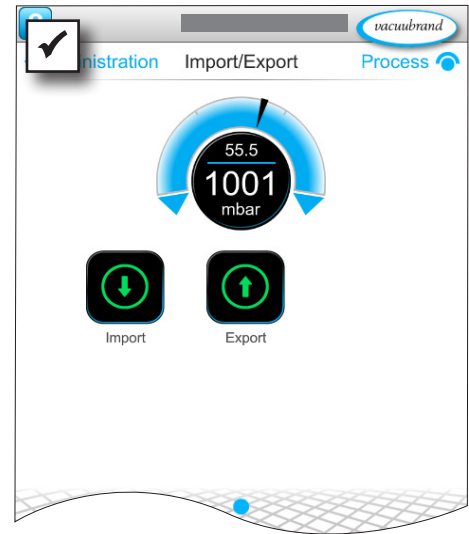 vacuubrand
nistration Import/Export Process
55.5
1001
mbar
Import Export